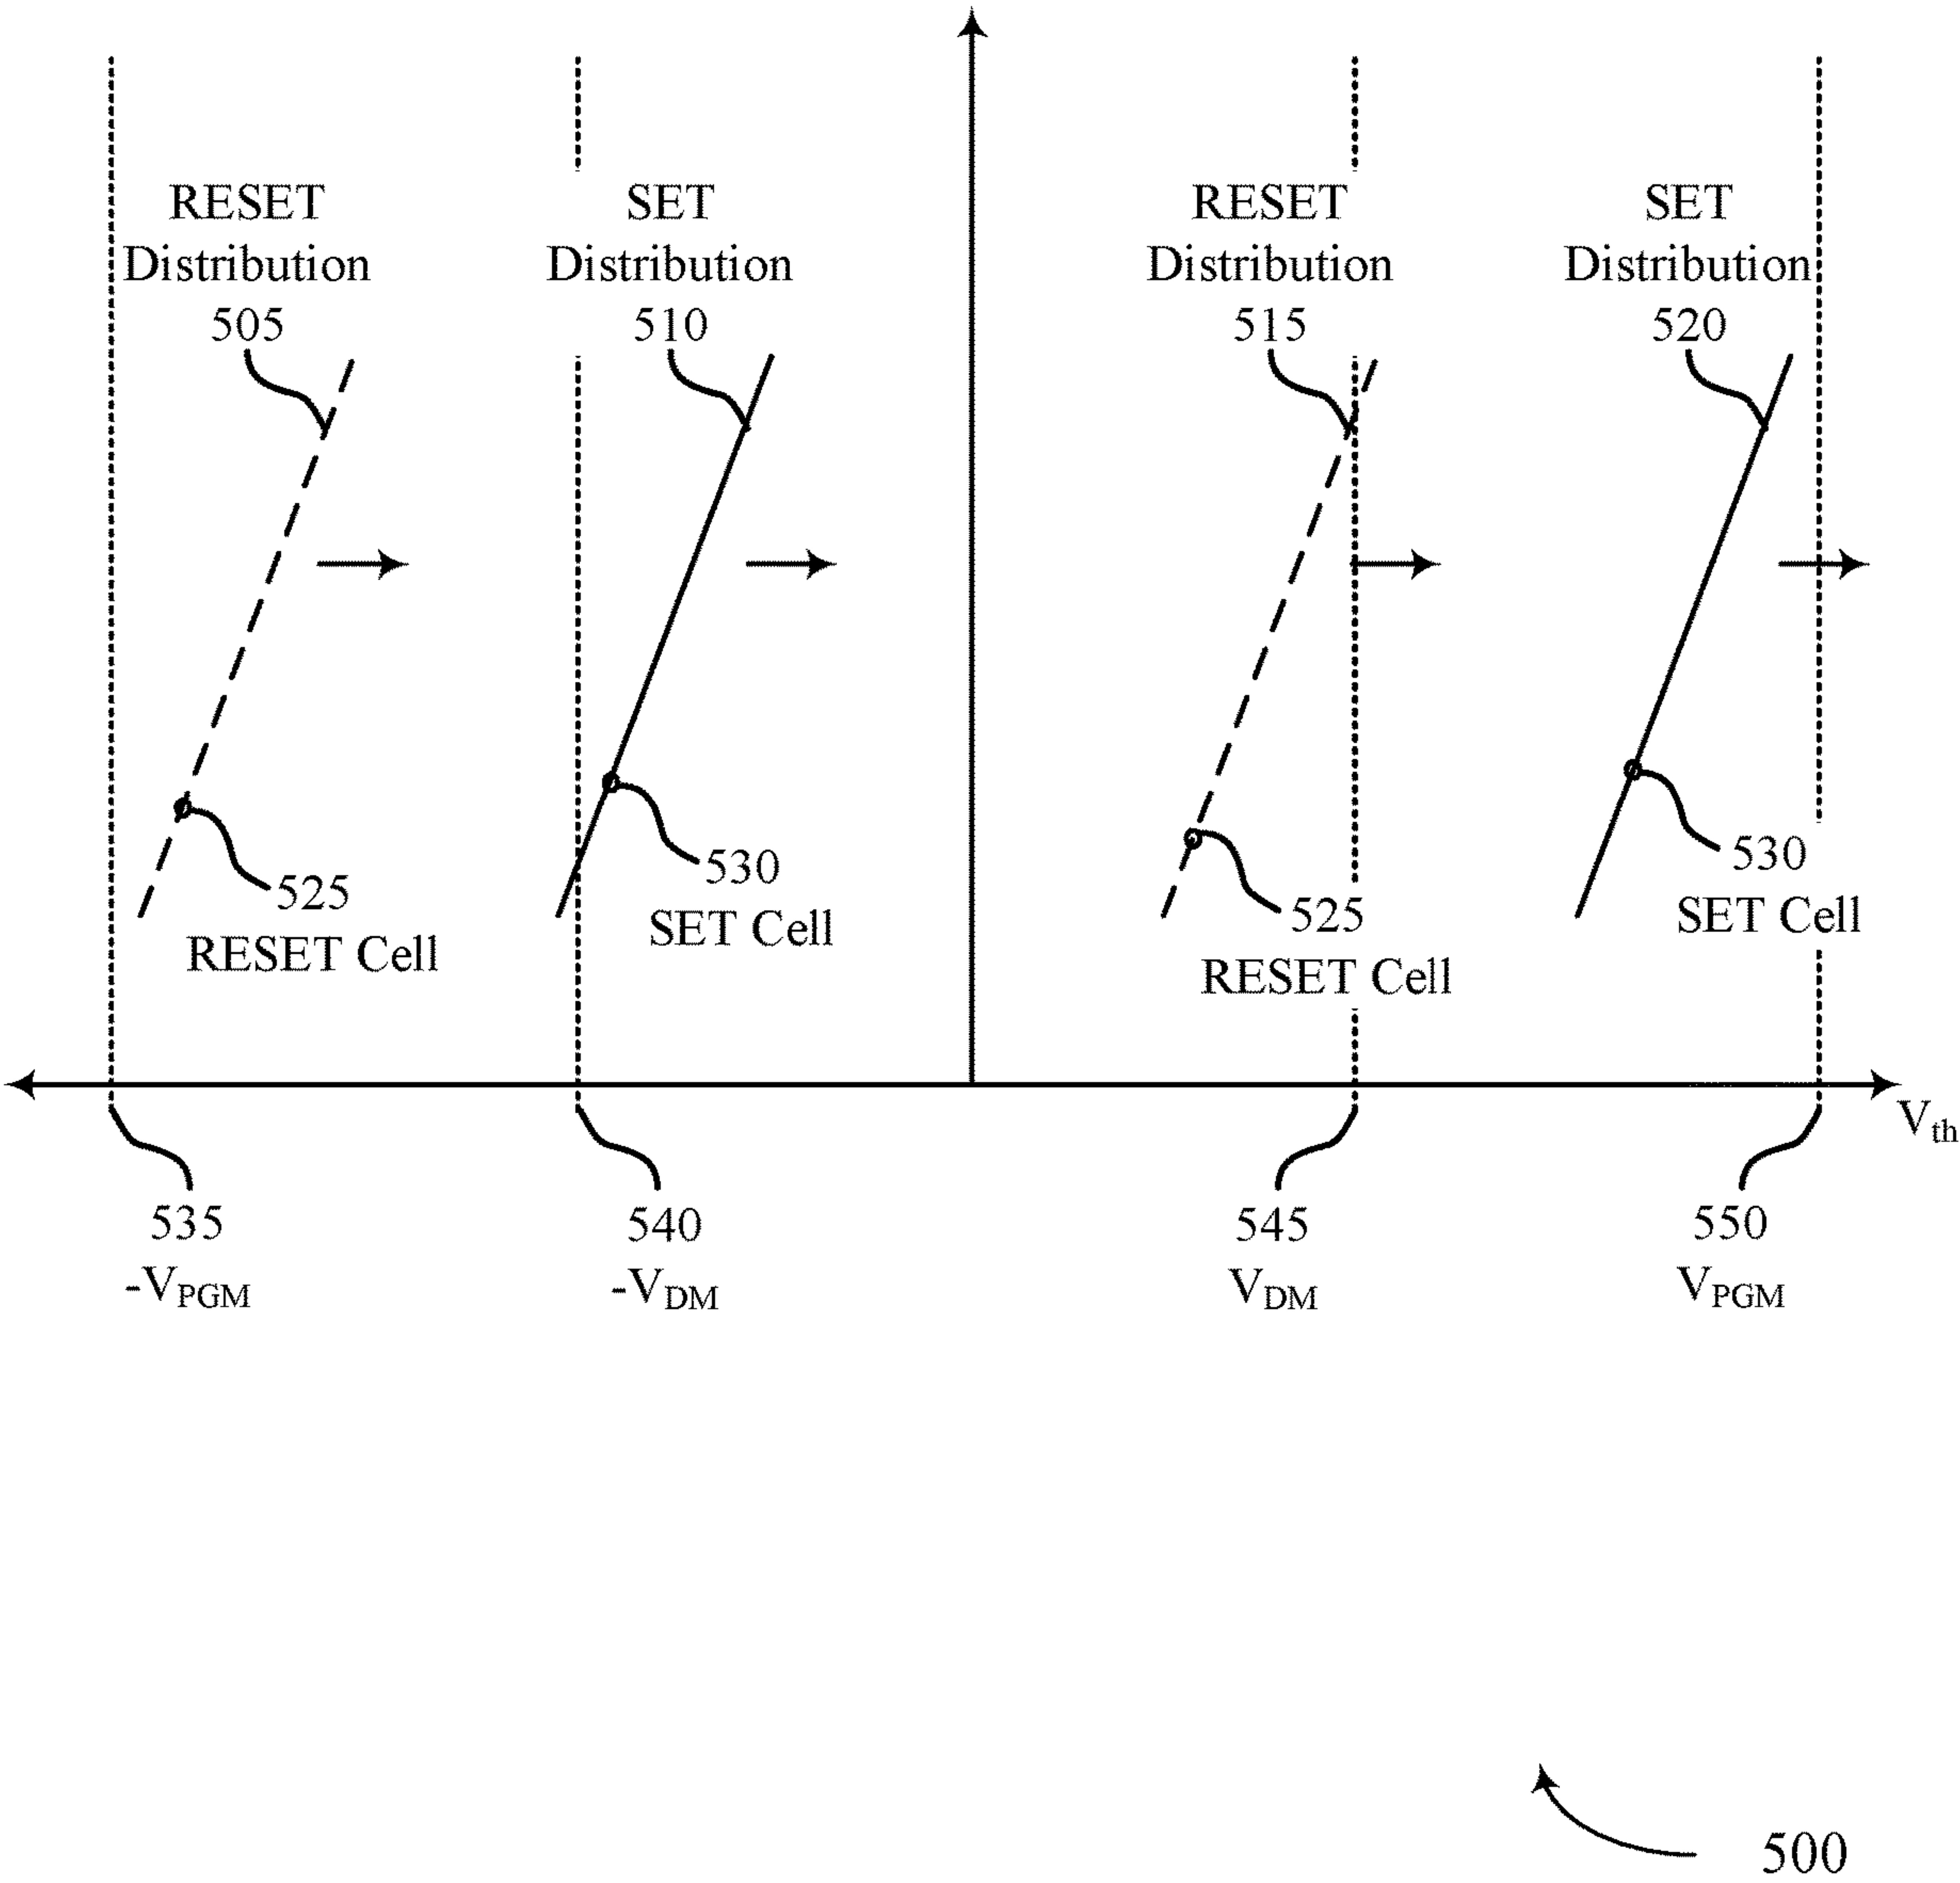 RESET
Distribution
505
SET
Distribution
510
RESET
Distribution
515
SET
Distribution
520
525
RESET Cell
530
SET Cell
525
RESET Cell
530
SET Cell
Vth
535
-VPGM
540
-VDM
545
VDM
550
VPGM
500